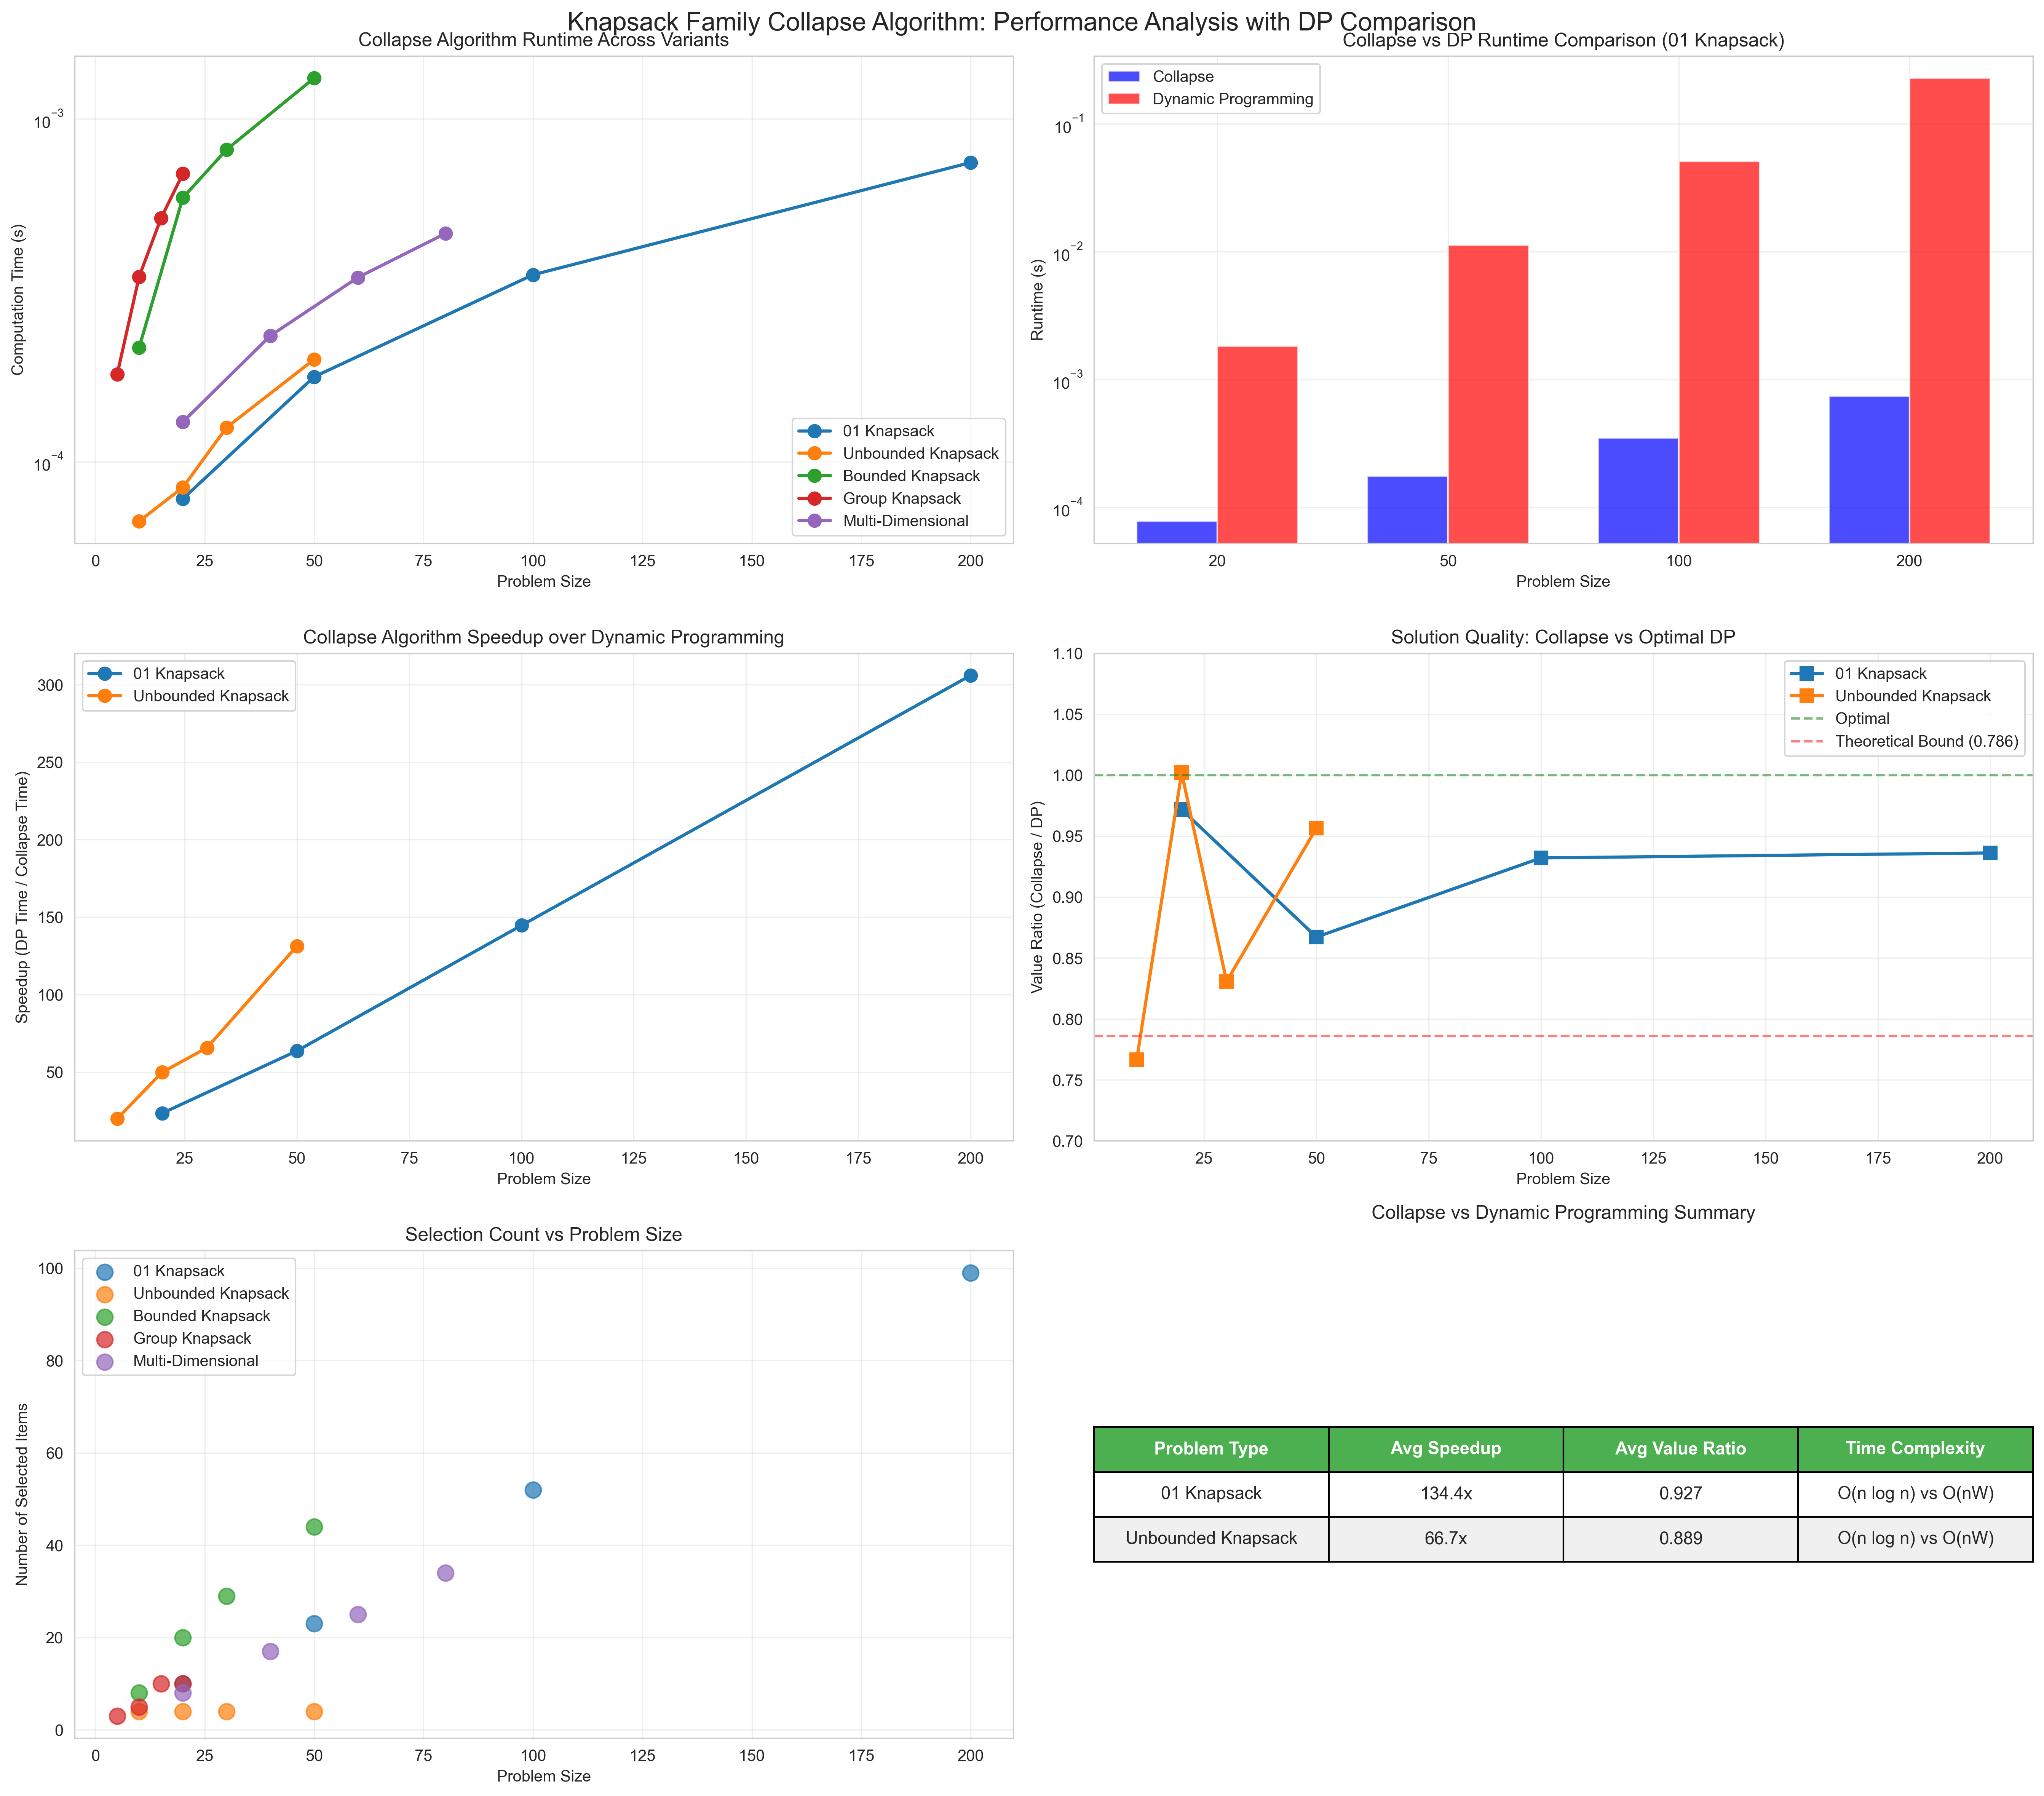 Knapsack Family Collapse Algorithm: Performance Analysis with DP Comparison
Collapse Algorithm Runtime Across Variants
Computation Time (s)
10⁻³
10⁻⁴
01 Knapsack
Unbounded Knapsack
Bounded Knapsack
Group Knapsack
Multi-Dimensional
0 25 50 75 100 125 150 175 200
Problem Size
Collapse vs DP Runtime Comparison (01 Knapsack)
Collapse
Dynamic Programming
Runtime (s)
10⁻¹
10⁻²
10⁻³
10⁻⁴
20 50 100 200
Problem Size
Collapse Algorithm Speedup over Dynamic Programming
01 Knapsack
Unbounded Knapsack
Speedup (DP Time / Collapse Time)
300
250
200
150
100
50
25 50 75 100 125 150 175 200
Problem Size
Solution Quality: Collapse vs Optimal DP
01 Knapsack
Unbounded Knapsack
Optimal
Theoretical Bound (0.786)
Value Ratio (Collapse / DP)
1.10
1.05
1.00
0.95
0.90
0.85
0.80
0.75
0.70
25 50 75 100 125 150 175 200
Problem Size
Selection Count vs Problem Size
01 Knapsack
Unbounded Knapsack
Bounded Knapsack
Group Knapsack
Multi-Dimensional
Number of Selected Items
100
80
60
40
20
0
0 25 50 75 100 125 150 175 200
Problem Size
Collapse vs Dynamic Programming Summary
Problem Type Avg Speedup Avg Value Ratio Time Complexity
01 Knapsack 134.4x 0.927 O(n log n) vs O(nW)
Unbounded Knapsack 66.7x 0.889 O(n log n) vs O(nW)